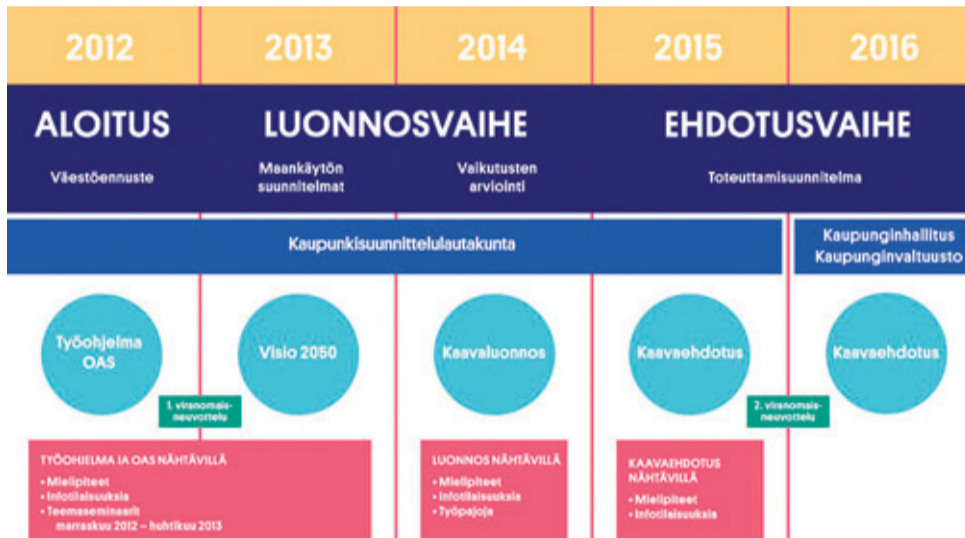 2012
2013
2014
2015
2016
ALOITUS
LUONNOSVAIHE
EHDOTUSVAIHE
Väestöennuste
Maankäytön
suunnitelmat
Vaikutusten
arviointi
Toteuttamisuunnitelma
Kaupunkisuunnittelulautakunta
Kaupunginhallitus
Kaupunginvaltuusto
Työohjelma
OAS
Visio 2050
Kaavaluonnos
Kaavaehdotus
Kaavaehdotus
1. viranomais-
neuvottelu
2. viranomais-
neuvottelu
TYÖOHJELMA JA OAS NÄHTÄVILLÄ
• Mielipiteet
• Infotilaisuuksia
• Teemaseminaarit
marraskuu 2012 – huhtikuu 2013
LUONNOS NÄHTÄVILLÄ
• Mielipiteet
• Infotilaisuuksia
• Työpajoja
KAAVAEHDOTUS
NÄHTÄVILLÄ
• Mielipiteet
• Infotilaisuuksia